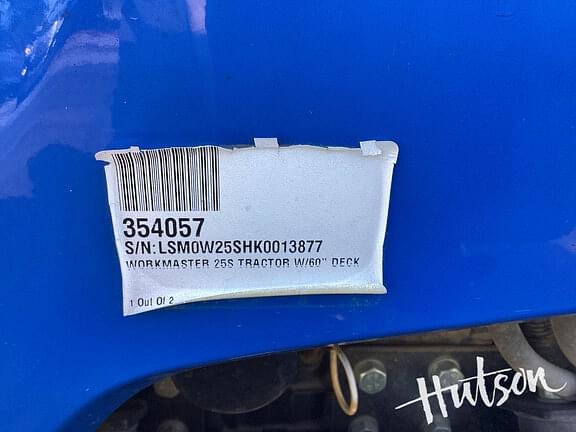 354057
S/N:LSM0W25SHK0013877
WORKMASTER 25S TRACTOR W/60" DECK
1 Out Of 2
Hutson